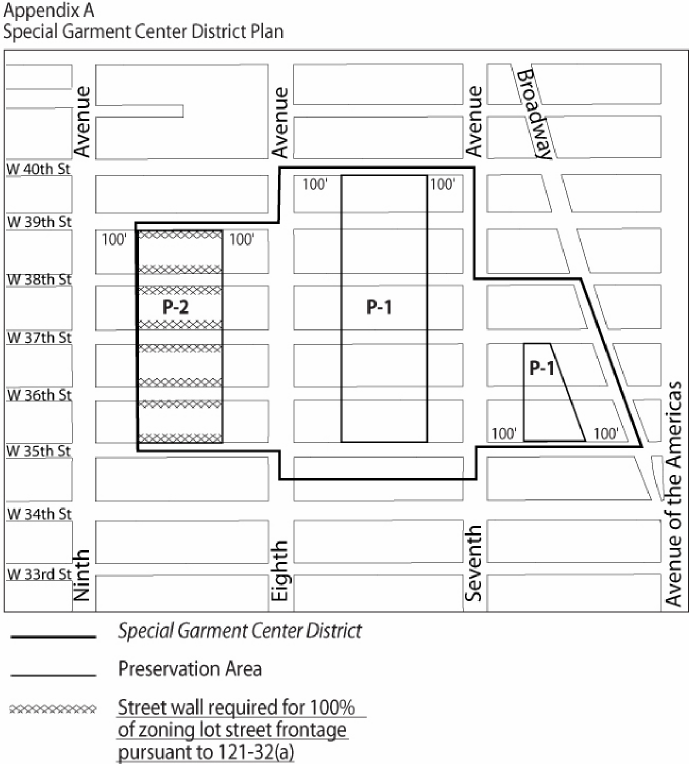 Appendix A
Special Garment Center District Plan
Avenue
Avenue
Avenue
Broadway
W 40th St
100'
100'
W 39th St
100'
100'
W 38th St
P-2
P-1
W 37th St
P-1
W 36th St
100'
100'
W 35th St
W 34th St
W 33rd St
Ninth
Eighth
Seventh
Avenue of the Americas
Special Garment Center District
Preservation Area
Street wall required for 100%
of zoning lot street frontage
pursuant to 121-32(a)